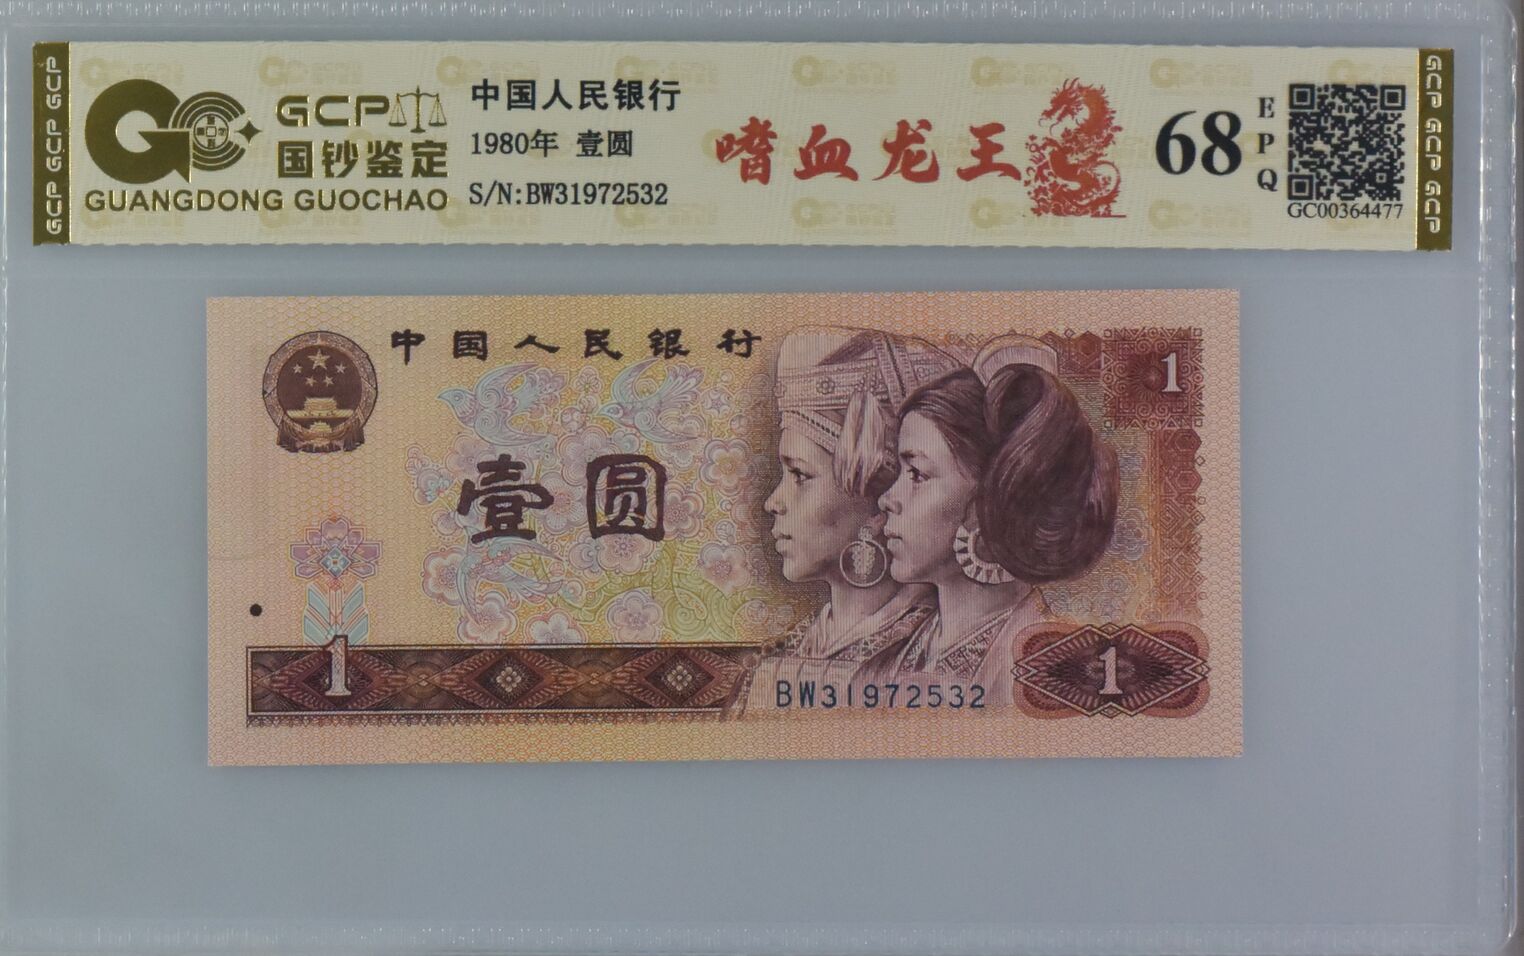 GCP GCP GCP
GCP
国钞鉴定
GUANGDONG GUOCHAO
中国人民银行
1980年 壹圆
S/N:BW31972532
嗜血龙王
68
EPQ
GC00364477
GCP GCP GCP
中国人民银行
1
壹圆
1
BW31972532
1